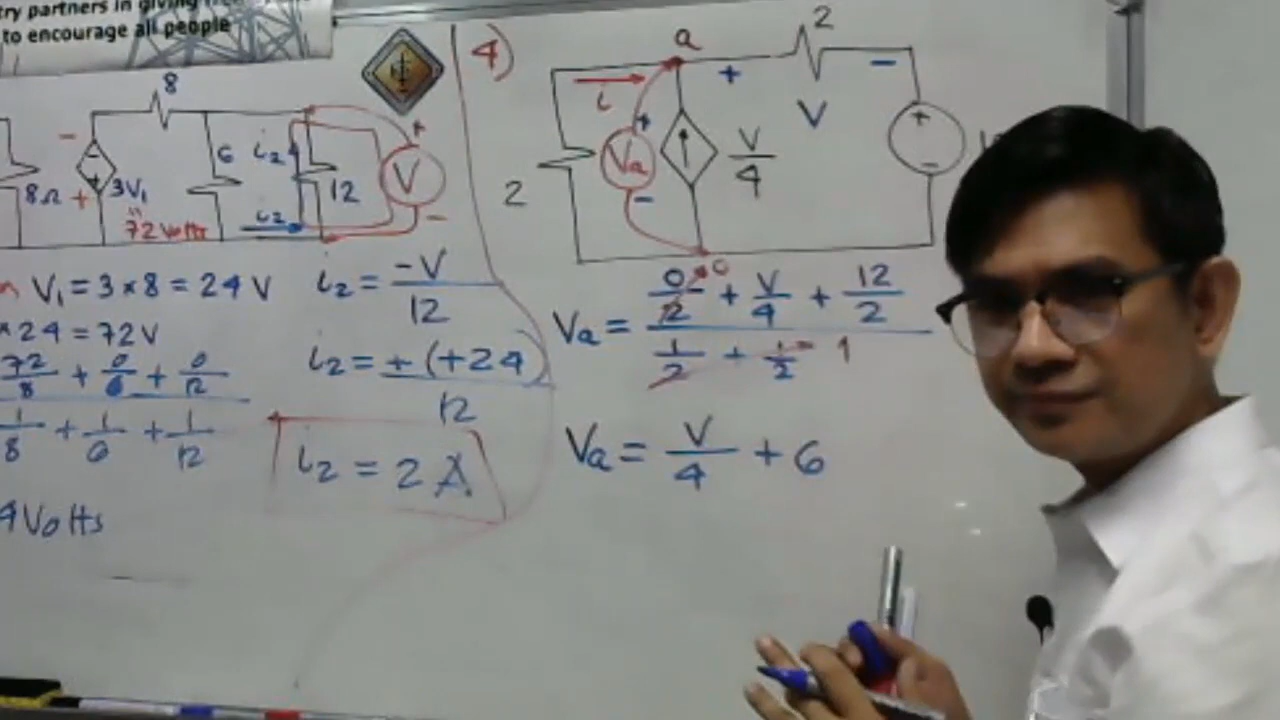 try partners in giving
to encourage all people
8
8Ω
+
-
-
+
3V₁
"
72 Volts
6
i₂
i₂
12
+
V
-
V₁ = 3 * 8 = 24 V
*24 = 72V
72/8 + 0/6 + 0/12
1/8 + 1/6 + 1/12
4 Volts
i₂ = -V/12
i₂ = +(+24)/12
i₂ = 2 A
4)
a
i
2
+
Va
-
V/4
+
2
-
V
+
-
Va = (0/2 + V/4 + 12/2) / (1/2 + 1/2 = 1)
Va = V/4 + 6